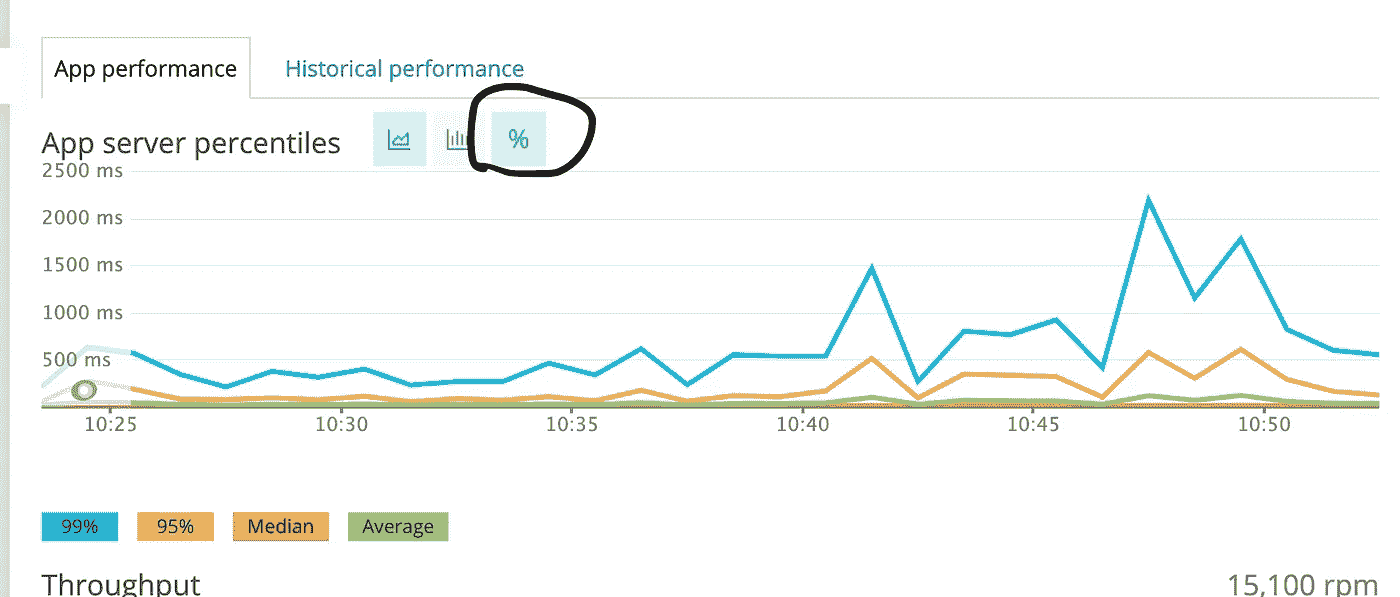 App performance Historical performance
App server percentiles %
2500 ms
2000 ms
1500 ms
1000 ms
500 ms
10:25 10:30 10:35 10:40 10:45 10:50
99% 95% Median Average
Throughput 15,100 rpm